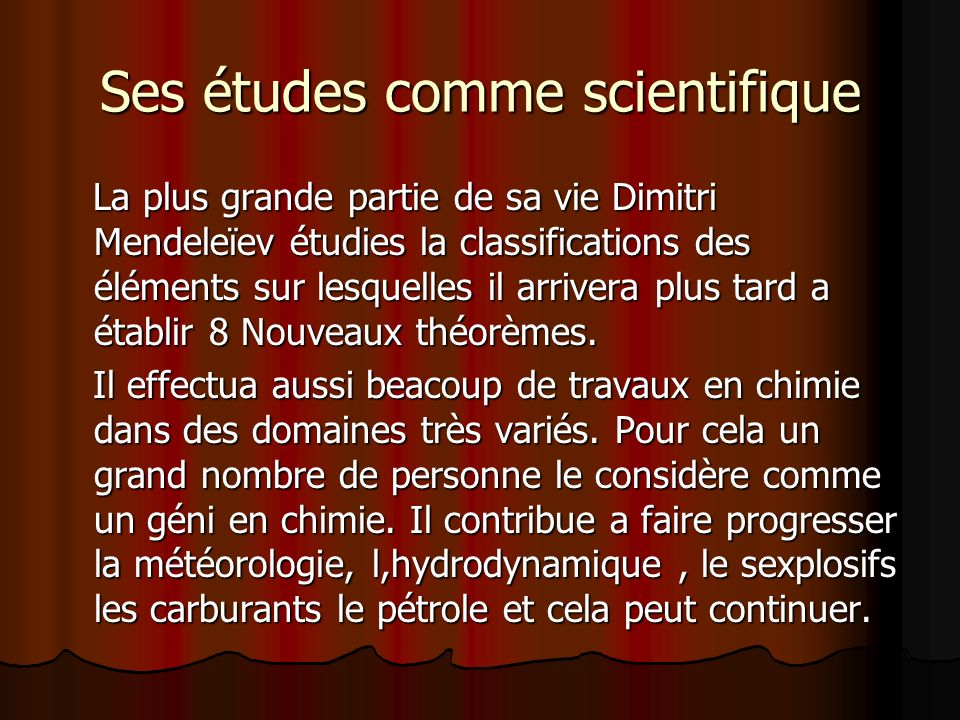 Ses études comme scientifique
La plus grande partie de sa vie Dimitri
Mendeleïev étudies la classifications des
éléments sur lesquelles il arrivera plus tard a
établir 8 Nouveaux théorèmes.
Il effectua aussi beacoup de travaux en chimie
dans des domaines très variés. Pour cela un
grand nombre de personne le considère comme
un géni en chimie. Il contribue a faire progresser
la météorologie, l,hydrodynamique , le sexplosifs
les carburants le pétrole et cela peut continuer.